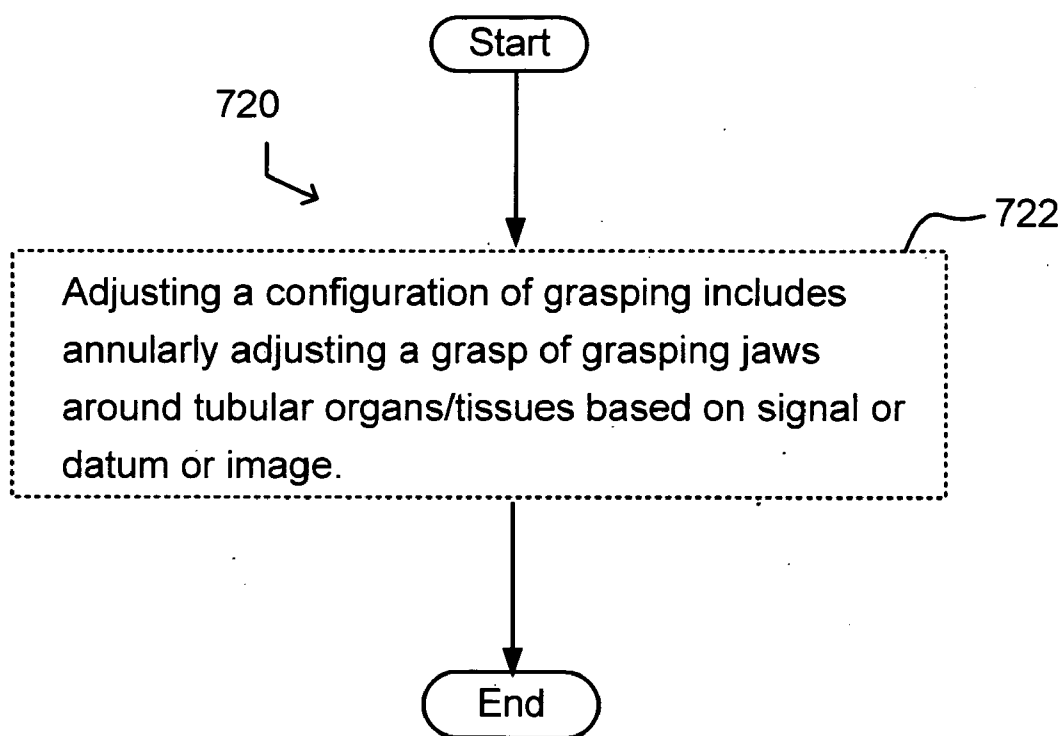 Start
720
722
Adjusting a configuration of grasping includes
annularly adjusting a grasp of grasping jaws
around tubular organs/tissues based on signal or
datum or image.
End